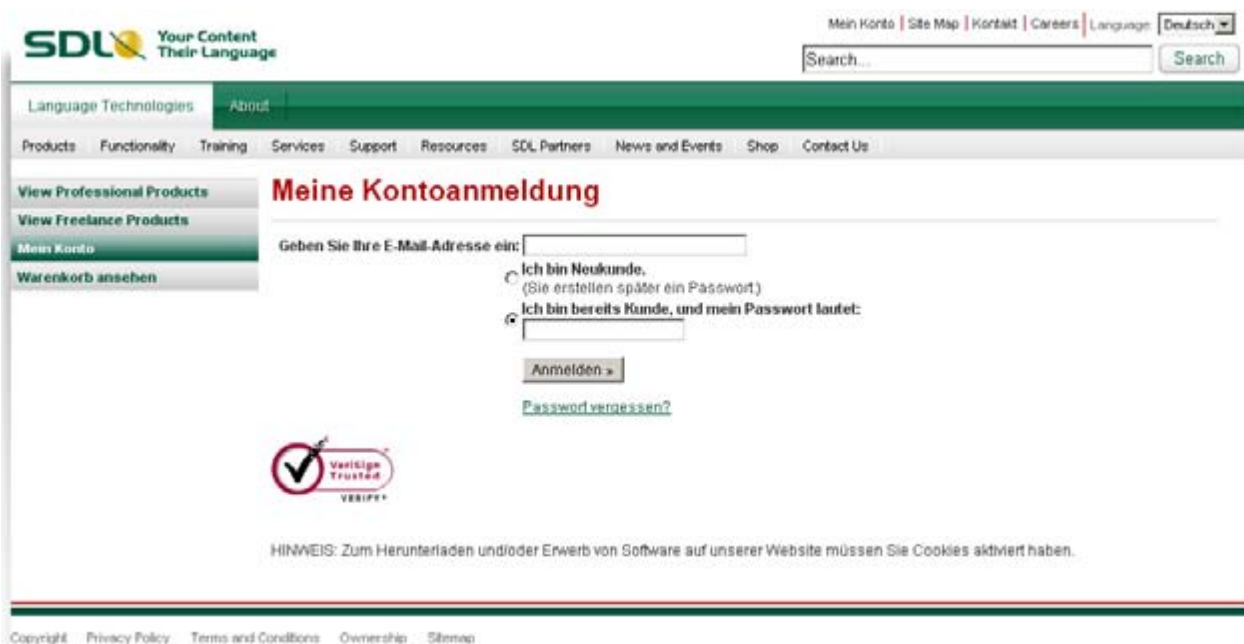 Mein Konto | Site Map | Kontakt | Careers | Language: Deutsch
SDL Your Content
Their Language
Search... Search
Language Technologies About
Products Functionality Training Services Support Resources SDL Partners News and Events Shop Contact Us
View Professional Products
View Freelance Products
Mein Konto
Warenkorb ansehen
Meine Kontoanmeldung
Geben Sie Ihre E-Mail-Adresse ein:
Ich bin Neukunde.
(Sie erstellen später ein Passwort.)
Ich bin bereits Kunde, und mein Passwort lautet:
Anmelden »
Passwort vergessen?
VeriSign
Trusted
VERIFY
HINWEIS: Zum Herunterladen und/oder Erwerb von Software auf unserer Website müssen Sie Cookies aktiviert haben.
Copyright Privacy Policy Terms and Conditions Ownership Sitemap